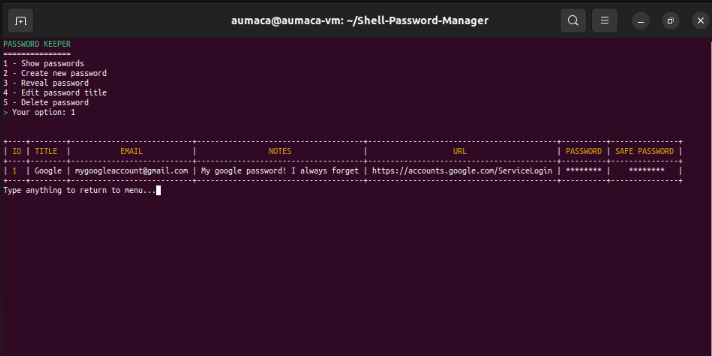 aumaca@aumaca-vm: ~/Shell-Password-Manager
PASSWORD KEEPER
===============
1 - Show passwords
2 - Create new password
3 - Reveal password
4 - Edit password title
5 - Delete password
> Your option: 1
| ID | TITLE | EMAIL | NOTES | URL | PASSWORD | SAFE PASSWORD |
| 1 | Google | mygoogleaccount@gmail.com | My google password! I always forget | https://accounts.google.com/ServiceLogin | ******** | ******** |
Type anything to return to menu...